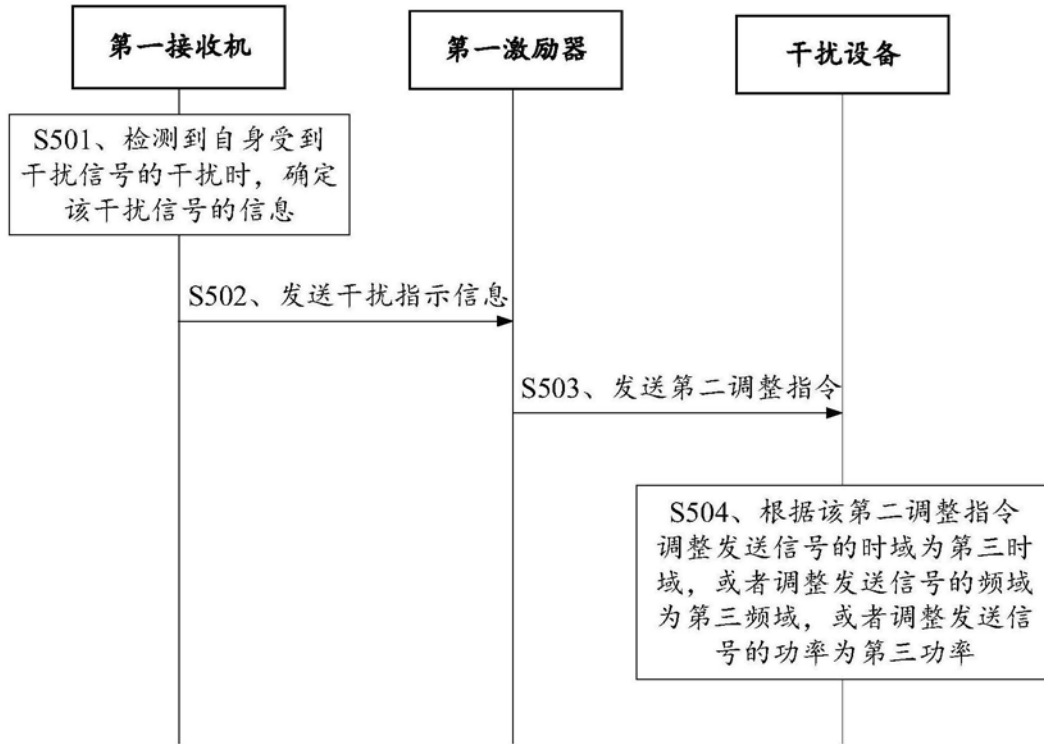 第一接收机
第一激励器
干扰设备
S501、检测到自身受到
干扰信号的干扰时，确定
该干扰信号的信息
S502、发送干扰指示信息
S503、发送第二调整指令
S504、根据该第二调整指令
调整发送信号的时域为第三时
域，或者调整发送信号的频域
为第三频域，或者调整发送信
号的功率为第三功率